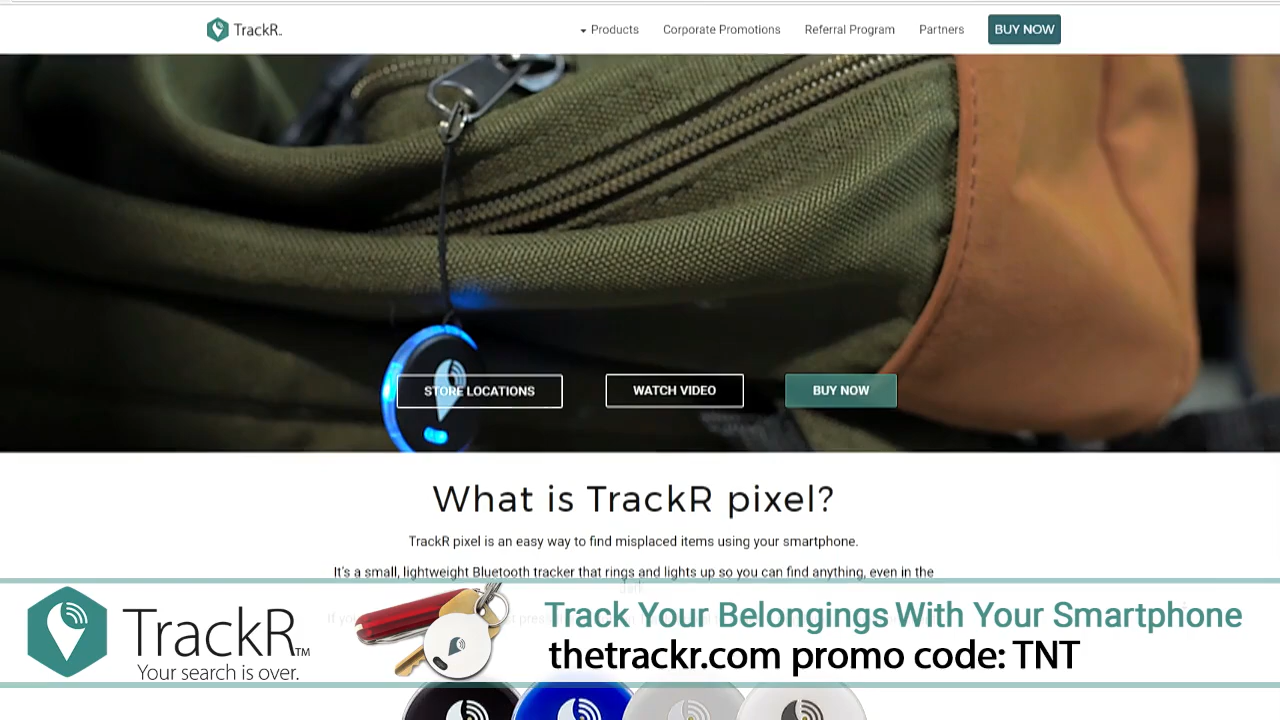 TrackR
Products
Corporate Promotions
Referral Program
Partners
BUY NOW
STORE LOCATIONS
WATCH VIDEO
BUY NOW
What is TrackR pixel?
TrackR pixel is an easy way to find misplaced items using your smartphone.
It's a small, lightweight Bluetooth tracker that rings and lights up so you can find anything, even in the
TrackR™
Your search is over.
Track Your Belongings With Your Smartphone
thetrackr.com promo code: TNT